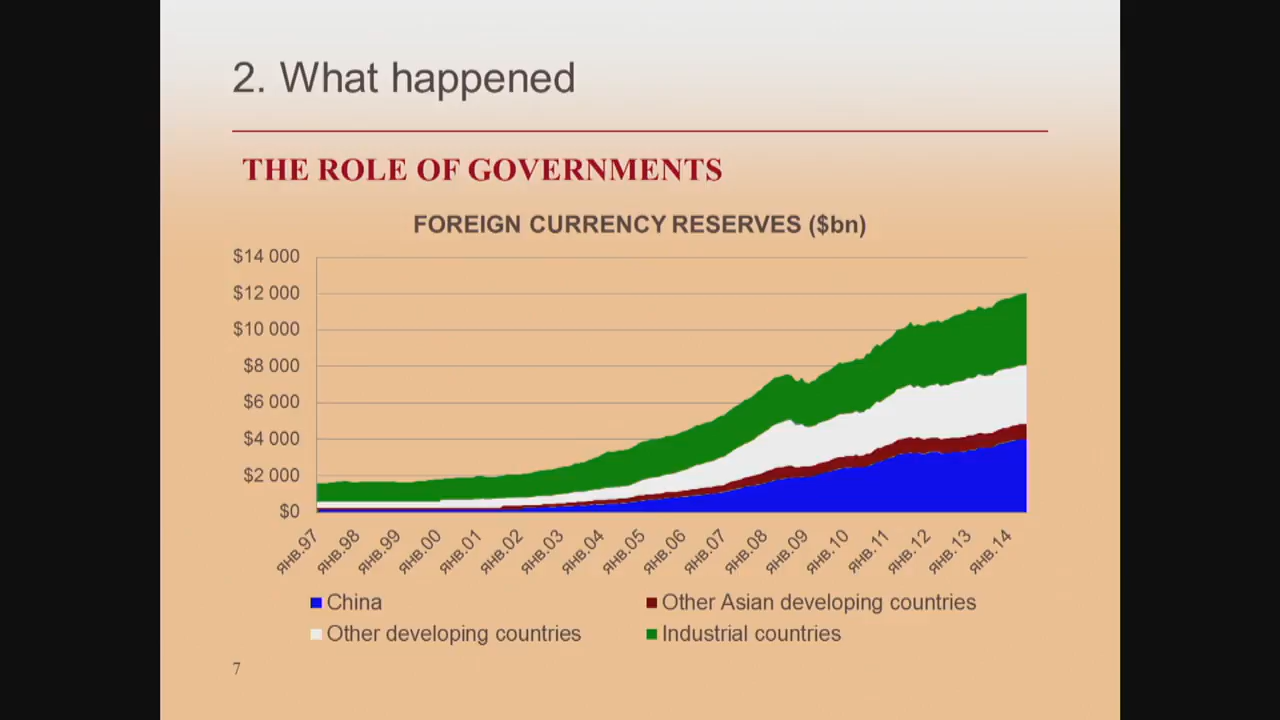 2. What happened
THE ROLE OF GOVERNMENTS
FOREIGN CURRENCY RESERVES ($bn)
$14 000
$12 000
$10 000
$8 000
$6 000
$4 000
$2 000
$0
янв.97 янв.98 янв.99 янв.00 янв.01 янв.02 янв.03 янв.04 янв.05 янв.06 янв.07 янв.08 янв.09 янв.10 янв.11 янв.12 янв.13 янв.14
China Other Asian developing countries
Other developing countries Industrial countries
7